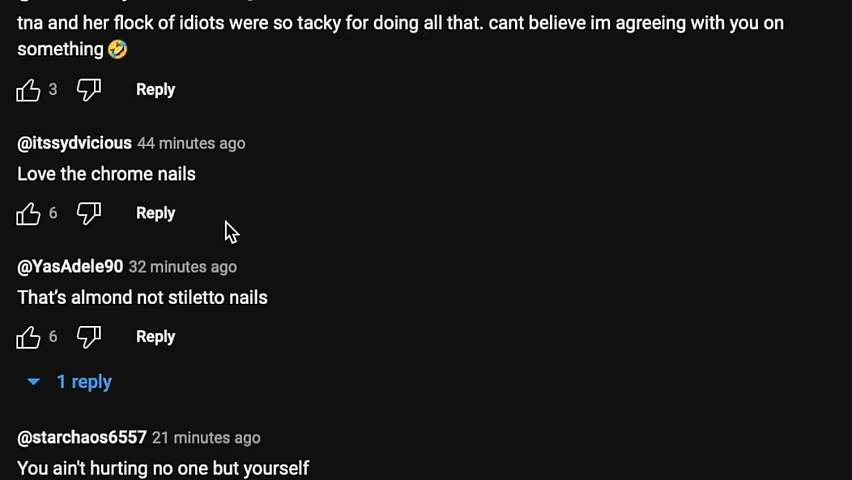 tna and her flock of idiots were so tacky for doing all that. cant believe im agreeing with you on
something 🤣
3 Reply
@itssydvicious 44 minutes ago
Love the chrome nails
6 Reply
@YasAdele90 32 minutes ago
That's almond not stiletto nails
6 Reply
1 reply
@starchaos6557 21 minutes ago
You ain't hurting no one but yourself